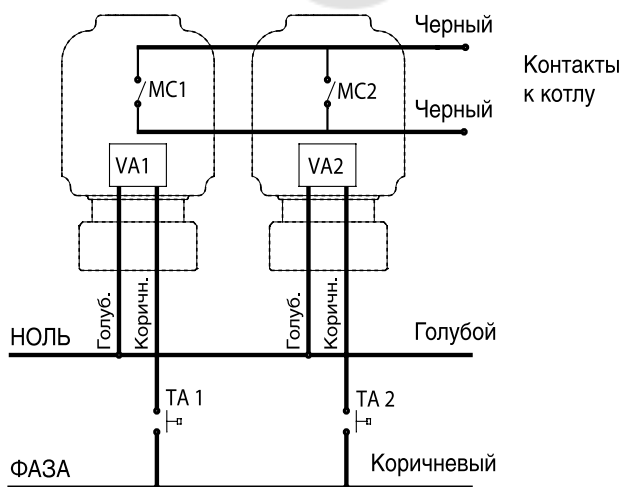 Черный
Контакты
к котлу
MC1
MC2
Черный
VA1
VA2
Голуб.
Коричн.
Голуб.
Коричн.
НОЛЬ
Голубой
TA 1
TA 2
ФАЗА
Коричневый